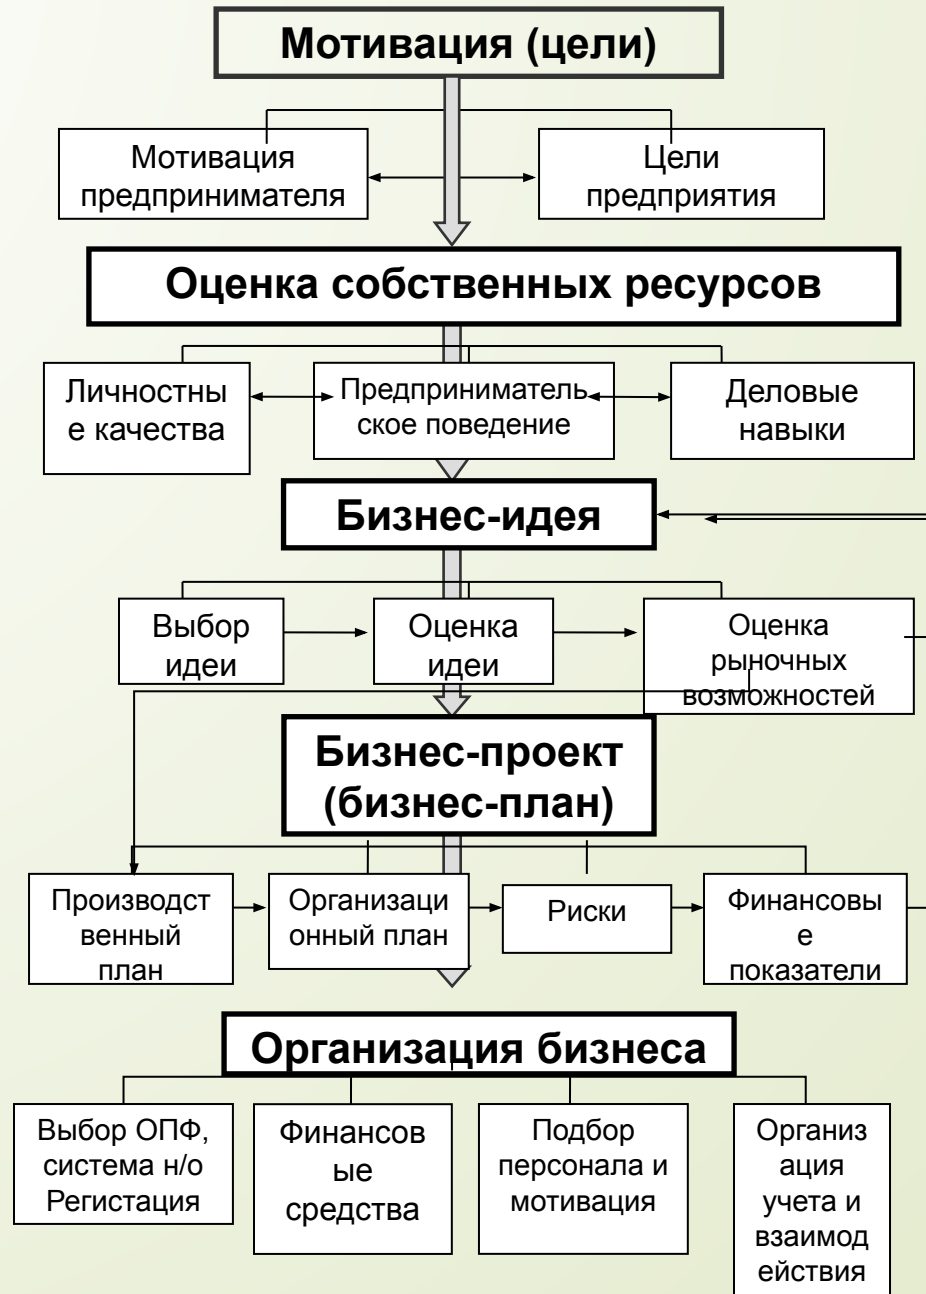 Мотивация (цели)
Мотивация
предпринимателя
Цели
предприятия
Оценка собственных ресурсов
Личностны
е качества
Предприниматель
ское поведение
Деловые
навыки
Бизнес-идея
Выбор
идеи
Оценка
идеи
Оценка
рыночных
возможностей
Бизнес-проект
(бизнес-план)
Производст
венный
план
Организаци
онный план
Риски
Финансовы
е
показатели
Организация бизнеса
Выбор ОПФ,
система н/о
Регистация
Финансов
ые
средства
Подбор
персонала и
мотивация
Организ
ация
учета и
взаимод
ействия